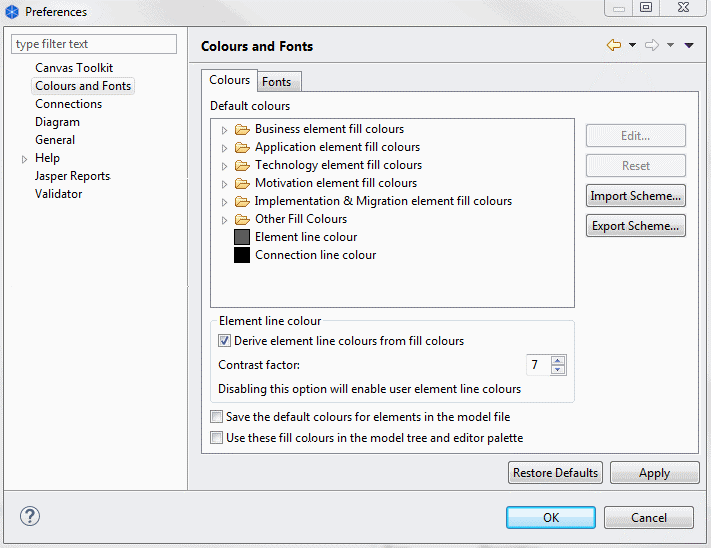 Preferences
type filter text
Canvas Toolkit
Colours and Fonts
Connections
Diagram
General
Help
Jasper Reports
Validator
Colours and Fonts
Colours
Fonts
Default colours
Business element fill colours
Application element fill colours
Technology element fill colours
Motivation element fill colours
Implementation & Migration element fill colours
Other Fill Colours
Element line colour
Connection line colour
Edit...
Reset
Import Scheme...
Export Scheme...
Element line colour
Derive element line colours from fill colours
Contrast factor: 7
Disabling this option will enable user element line colours
Save the default colours for elements in the model file
Use these fill colours in the model tree and editor palette
Restore Defaults
Apply
?
OK
Cancel